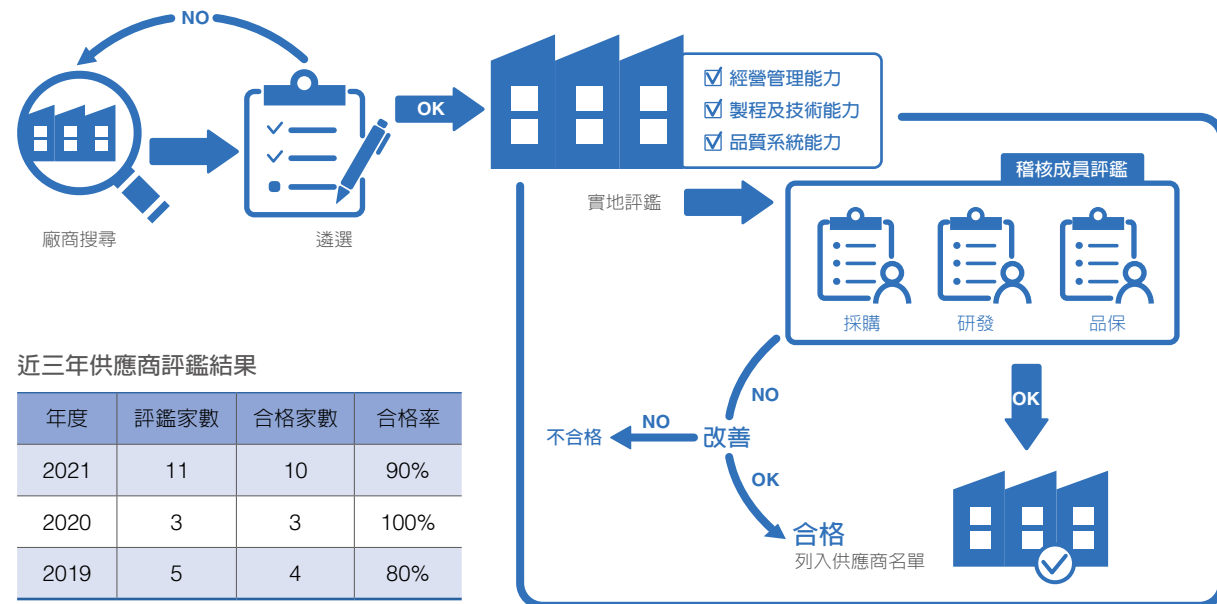 NO
廠商搜尋
遴選
OK
經營管理能力
製程及技術能力
品質系統能力
實地評鑑
稽核成員評鑑
採購
研發
品保
NO
改善
NO
不合格
OK
合格
列入供應商名單
OK
近三年供應商評鑑結果
年度 評鑑家數 合格家數 合格率
2021 11 10 90%
2020 3 3 100%
2019 5 4 80%